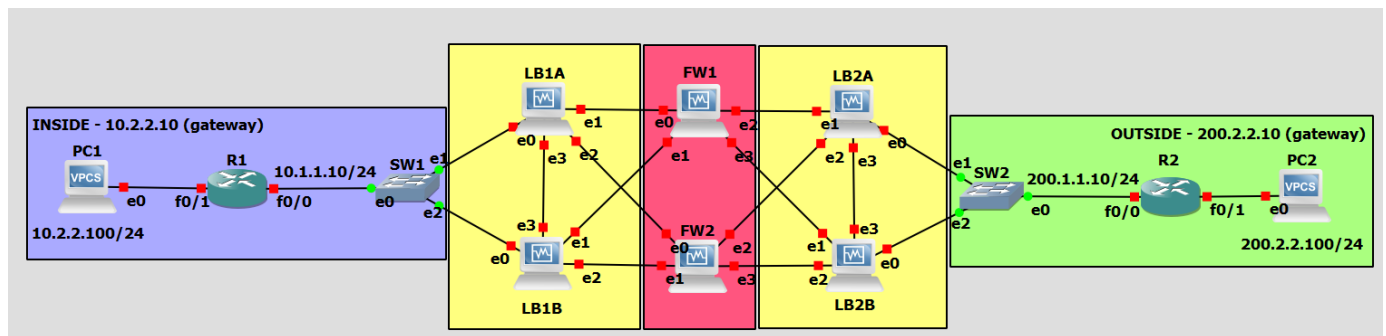 LB1A
FW1
LB2A
INSIDE - 10.2.2.10 (gateway)
OUTSIDE - 200.2.2.10 (gateway)
PC1
VPCS
e0
10.2.2.100/24
R1
f0/1
f0/0
10.1.1.10/24
SW1
e0
e1
e2
e0
e1
e2
e3
e3
e0
e1
e2
LB1B
e0
e1
e2
e3
FW2
e0
e1
e2
e3
e1
e0
e2
e3
e3
e1
e2
e0
LB2B
SW2
e1
e2
e0
200.1.1.10/24
R2
f0/0
f0/1
PC2
VPCS
e0
200.2.2.100/24